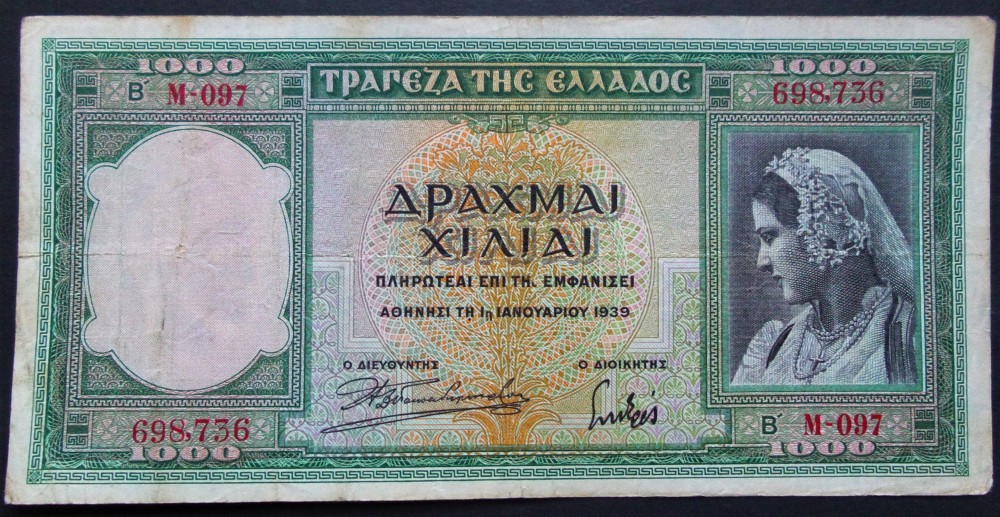 1000
1000
Β΄ Μ-097
ΤΡΑΠΕΖΑ ΤΗΣ ΕΛΛΑΔΟΣ
698,736
ΔΡΑΧΜΑΙ
ΧΙΛΙΑΙ
ΠΛΗΡΩΤΕΑΙ ΕΠΙ ΤΗ. ΕΜΦΑΝΙΣΕΙ
ΑΘΗΝΗΣΙ ΤΗ 1η ΙΑΝΟΥΑΡΙΟΥ 1939
Ο ΔΙΕΥΘΥΝΤΗΣ
Ο ΔΙΟΙΚΗΤΗΣ
698,736
Β΄ Μ-097
1000
1000